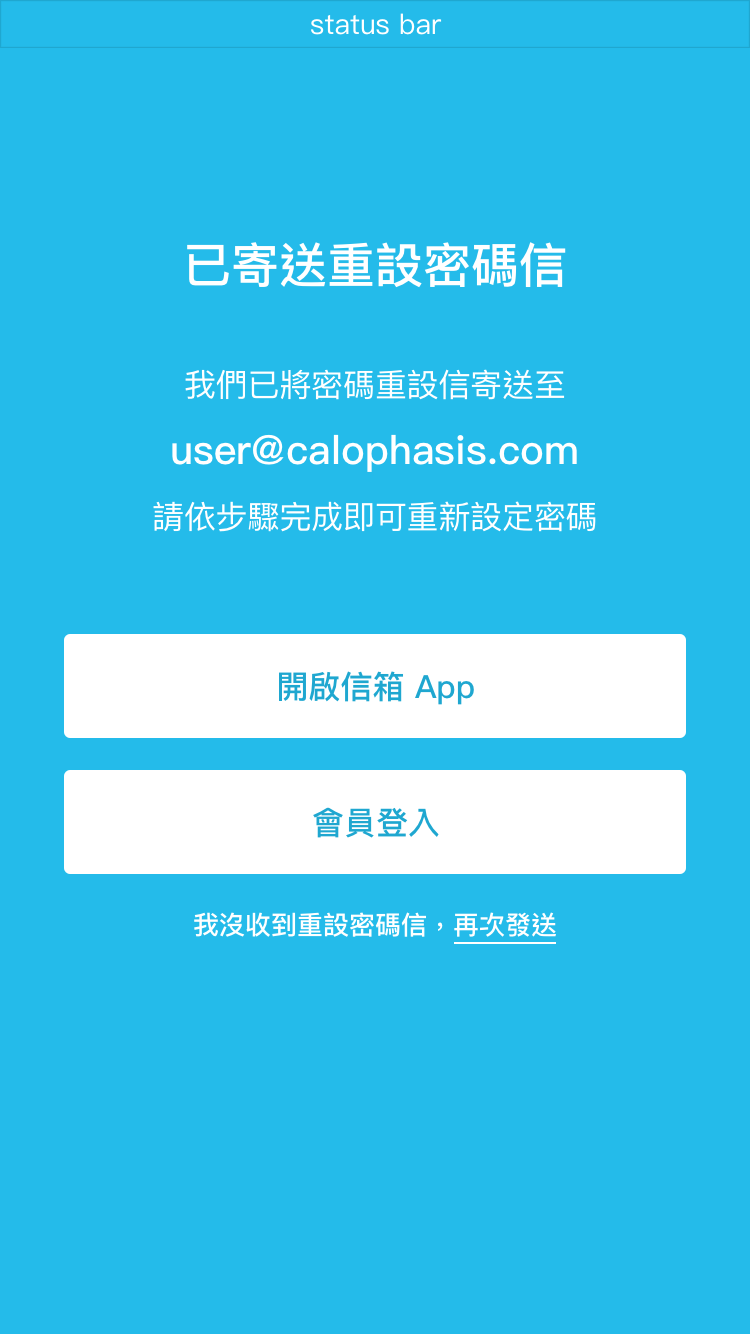 status bar
已寄送重設密碼信
我們已將密碼重設信寄送至
user@calophasis.com
請依步驟完成即可重新設定密碼
開啟信箱 App
會員登入
我沒收到重設密碼信，再次發送